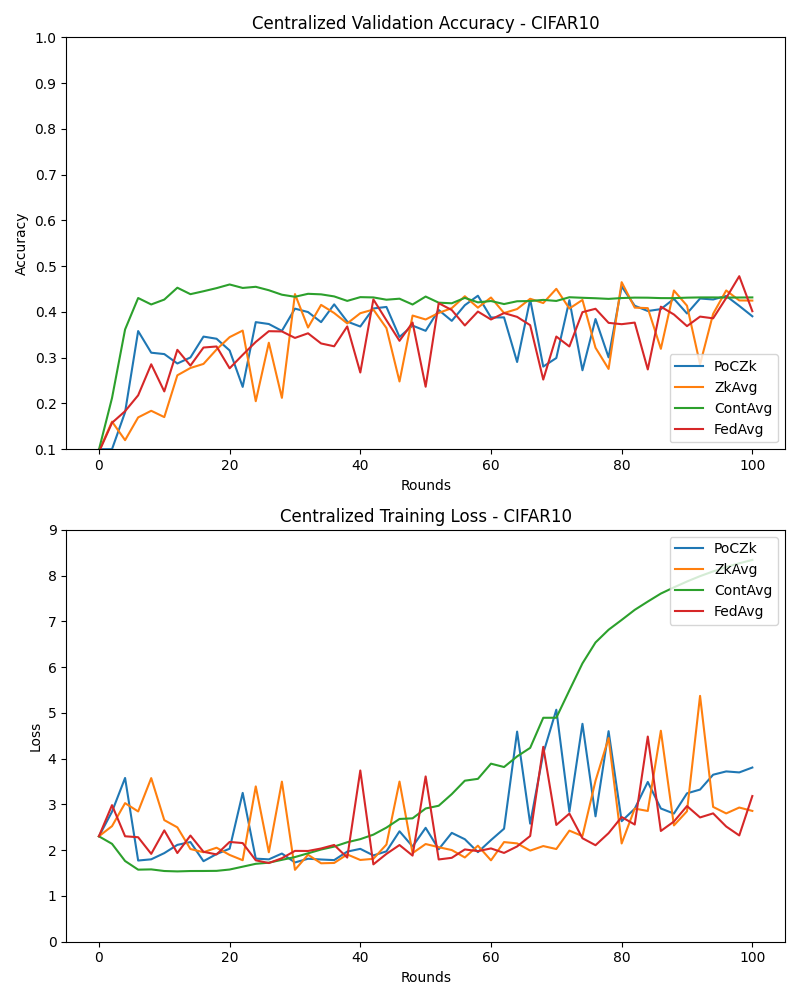 Centralized Validation Accuracy - CIFAR10
1.0
0.9
0.8
0.7
0.6
0.5
0.4
0.3
0.2
0.1
Accuracy
PoCZk
ZkAvg
ContAvg
FedAvg
0 20 40 60 80 100
Rounds
Centralized Training Loss - CIFAR10
9
8
7
6
5
4
3
2
1
0
Loss
PoCZk
ZkAvg
ContAvg
FedAvg
0 20 40 60 80 100
Rounds